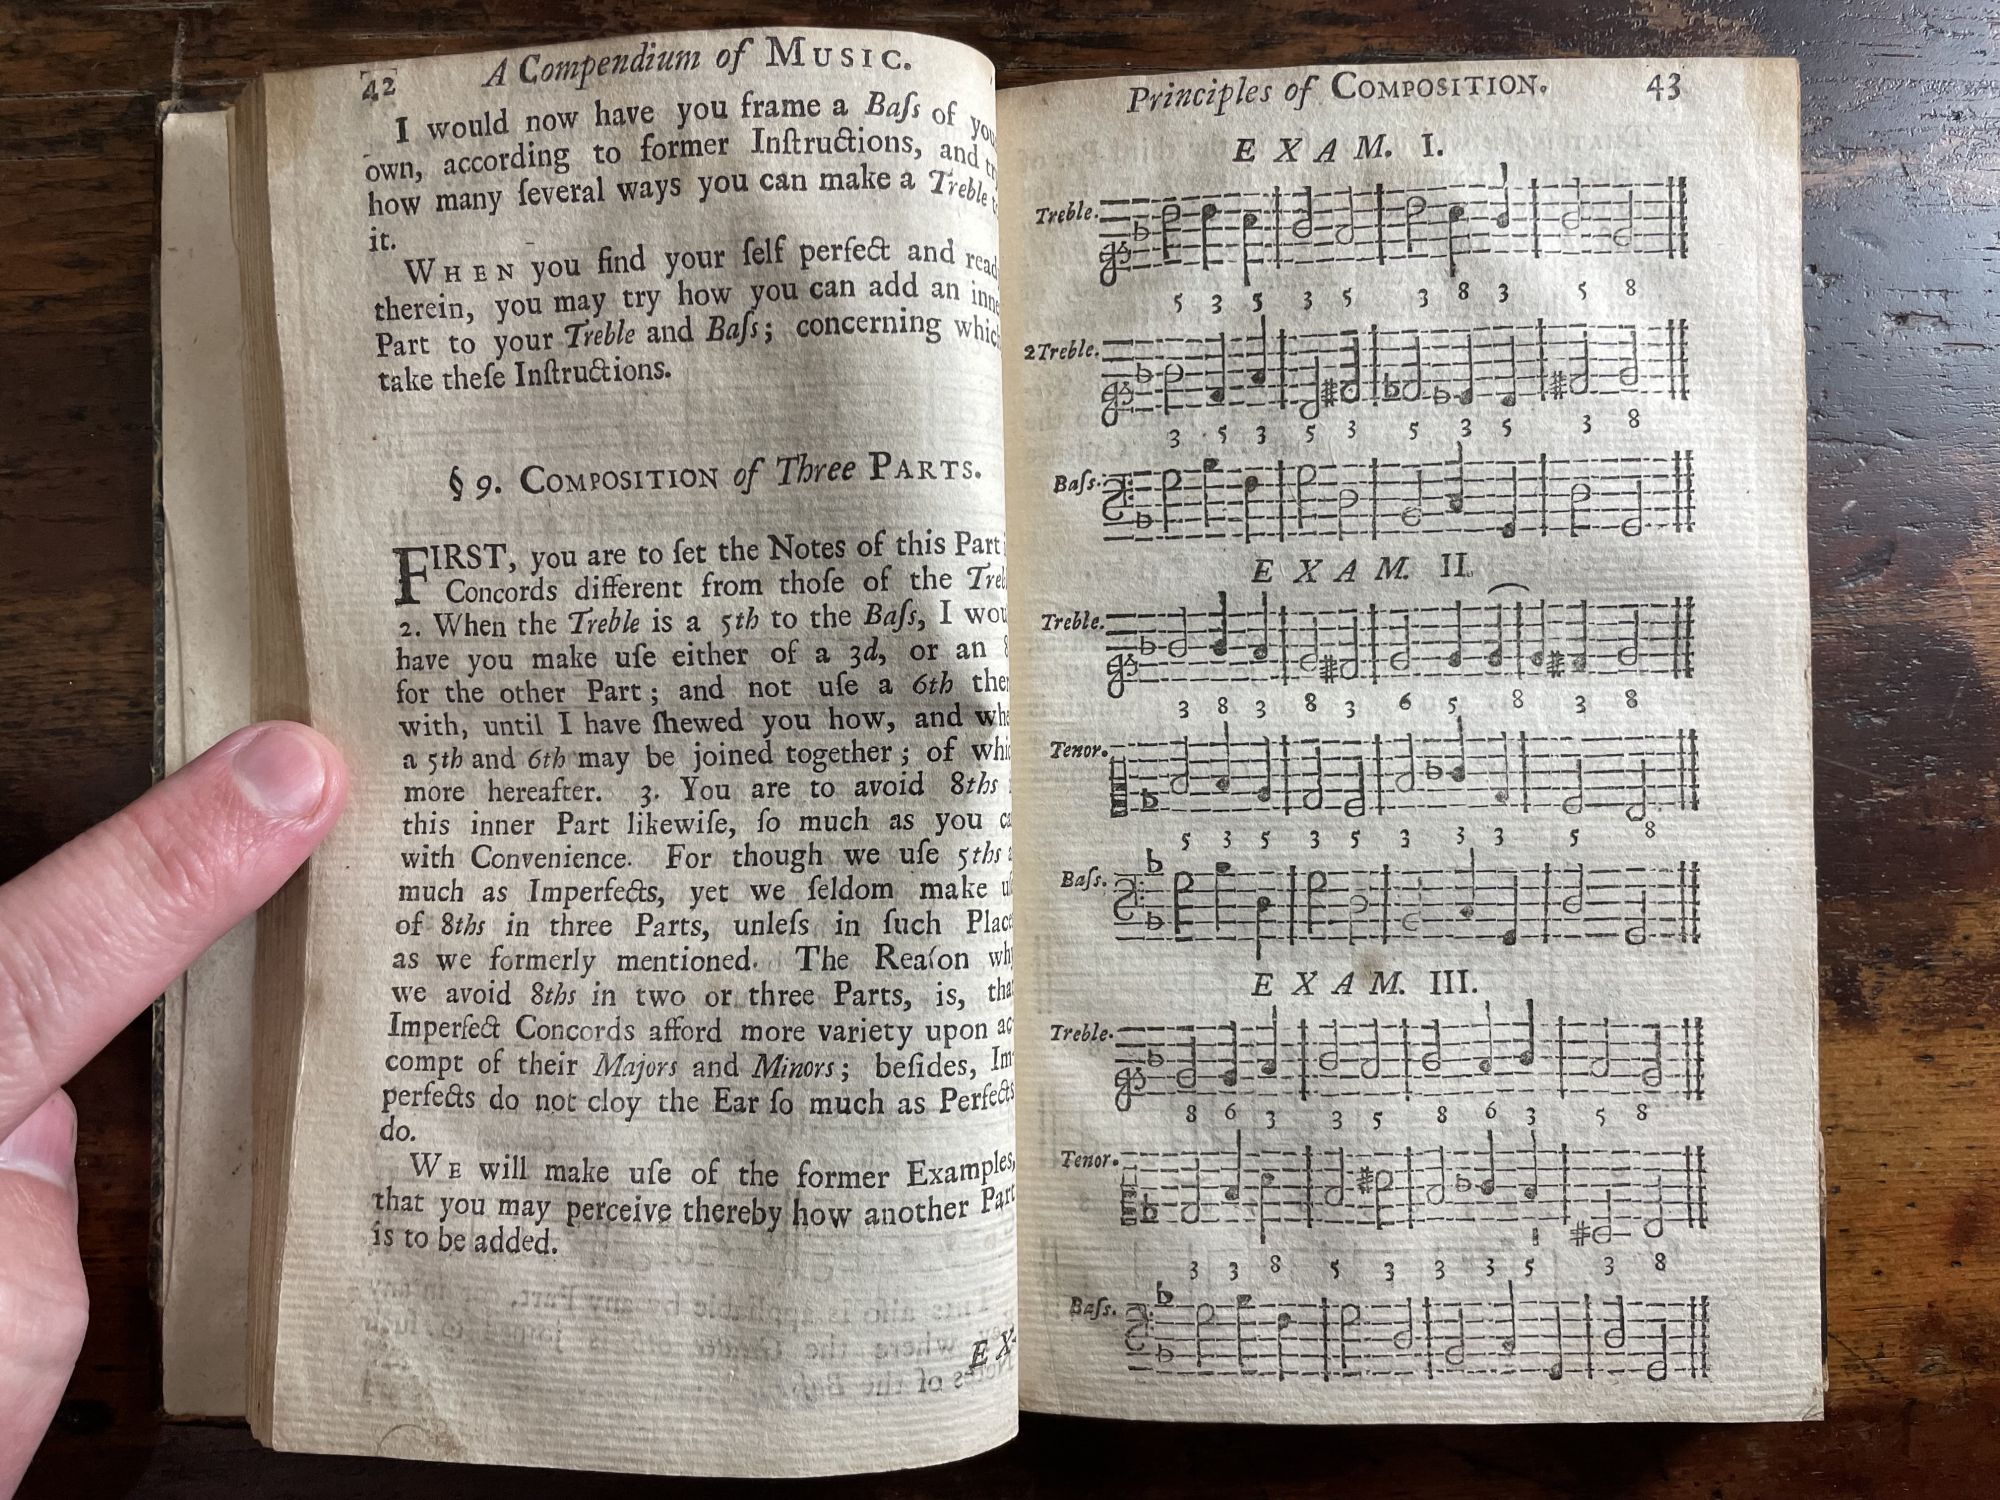 42 A Compendium of MUSIC.
I would now have you frame a Baſs of
own, according to former Inſtructions, and
how many ſeveral ways you can make a Treble
it.
WHEN you find your ſelf perfect and
therein, you may try how you can add an
Part to your Treble and Baſs; concerning
take theſe Inſtructions.
§ 9. COMPOSITION of Three PARTS.
FIRST, you are to ſet the Notes of this Part
Concords different from thoſe of the
2. When the Treble is a 5th to the Baſs, I
have you make uſe either of a 3d, or an 8
for the other Part; and not uſe a 6th
with, until I have ſhewed you how, and
a 5th and 6th may be joined together; of
more hereafter. 3. You are to avoid 8ths
this inner Part likewiſe, ſo much as you
with Convenience. For though we uſe 5ths
much as Imperfects, yet we ſeldom make
of 8ths in three Parts, unleſs in ſuch
as we formerly mentioned. The Reaſon
we avoid 8ths in two or three Parts, is,
Imperfect Concords afford more variety upon ac-
compt of their Majors and Minors; beſides, Im-
perfects do not cloy the Ear ſo much as Perfects
do.
WE will make uſe of the former Examples,
that you may perceive thereby how another Part
is to be added.
EX-
Principles of COMPOSITION. 43
EXAM. I.
Treble.
5 3 5 3 5 3 8 3 5 8
2 Treble.
3 5 3 5 3 5 3 5 3 8
Baſs.
EXAM. II.
Treble.
3 8 3 8 3 6 5 8 3 8
Tenor.
5 3 5 3 5 3 3 3 5 8
Baſs.
EXAM. III.
Treble.
8 6 3 3 5 8 6 3 5 8
Tenor.
3 3 8 5 3 3 3 5 3 8
Baſs.